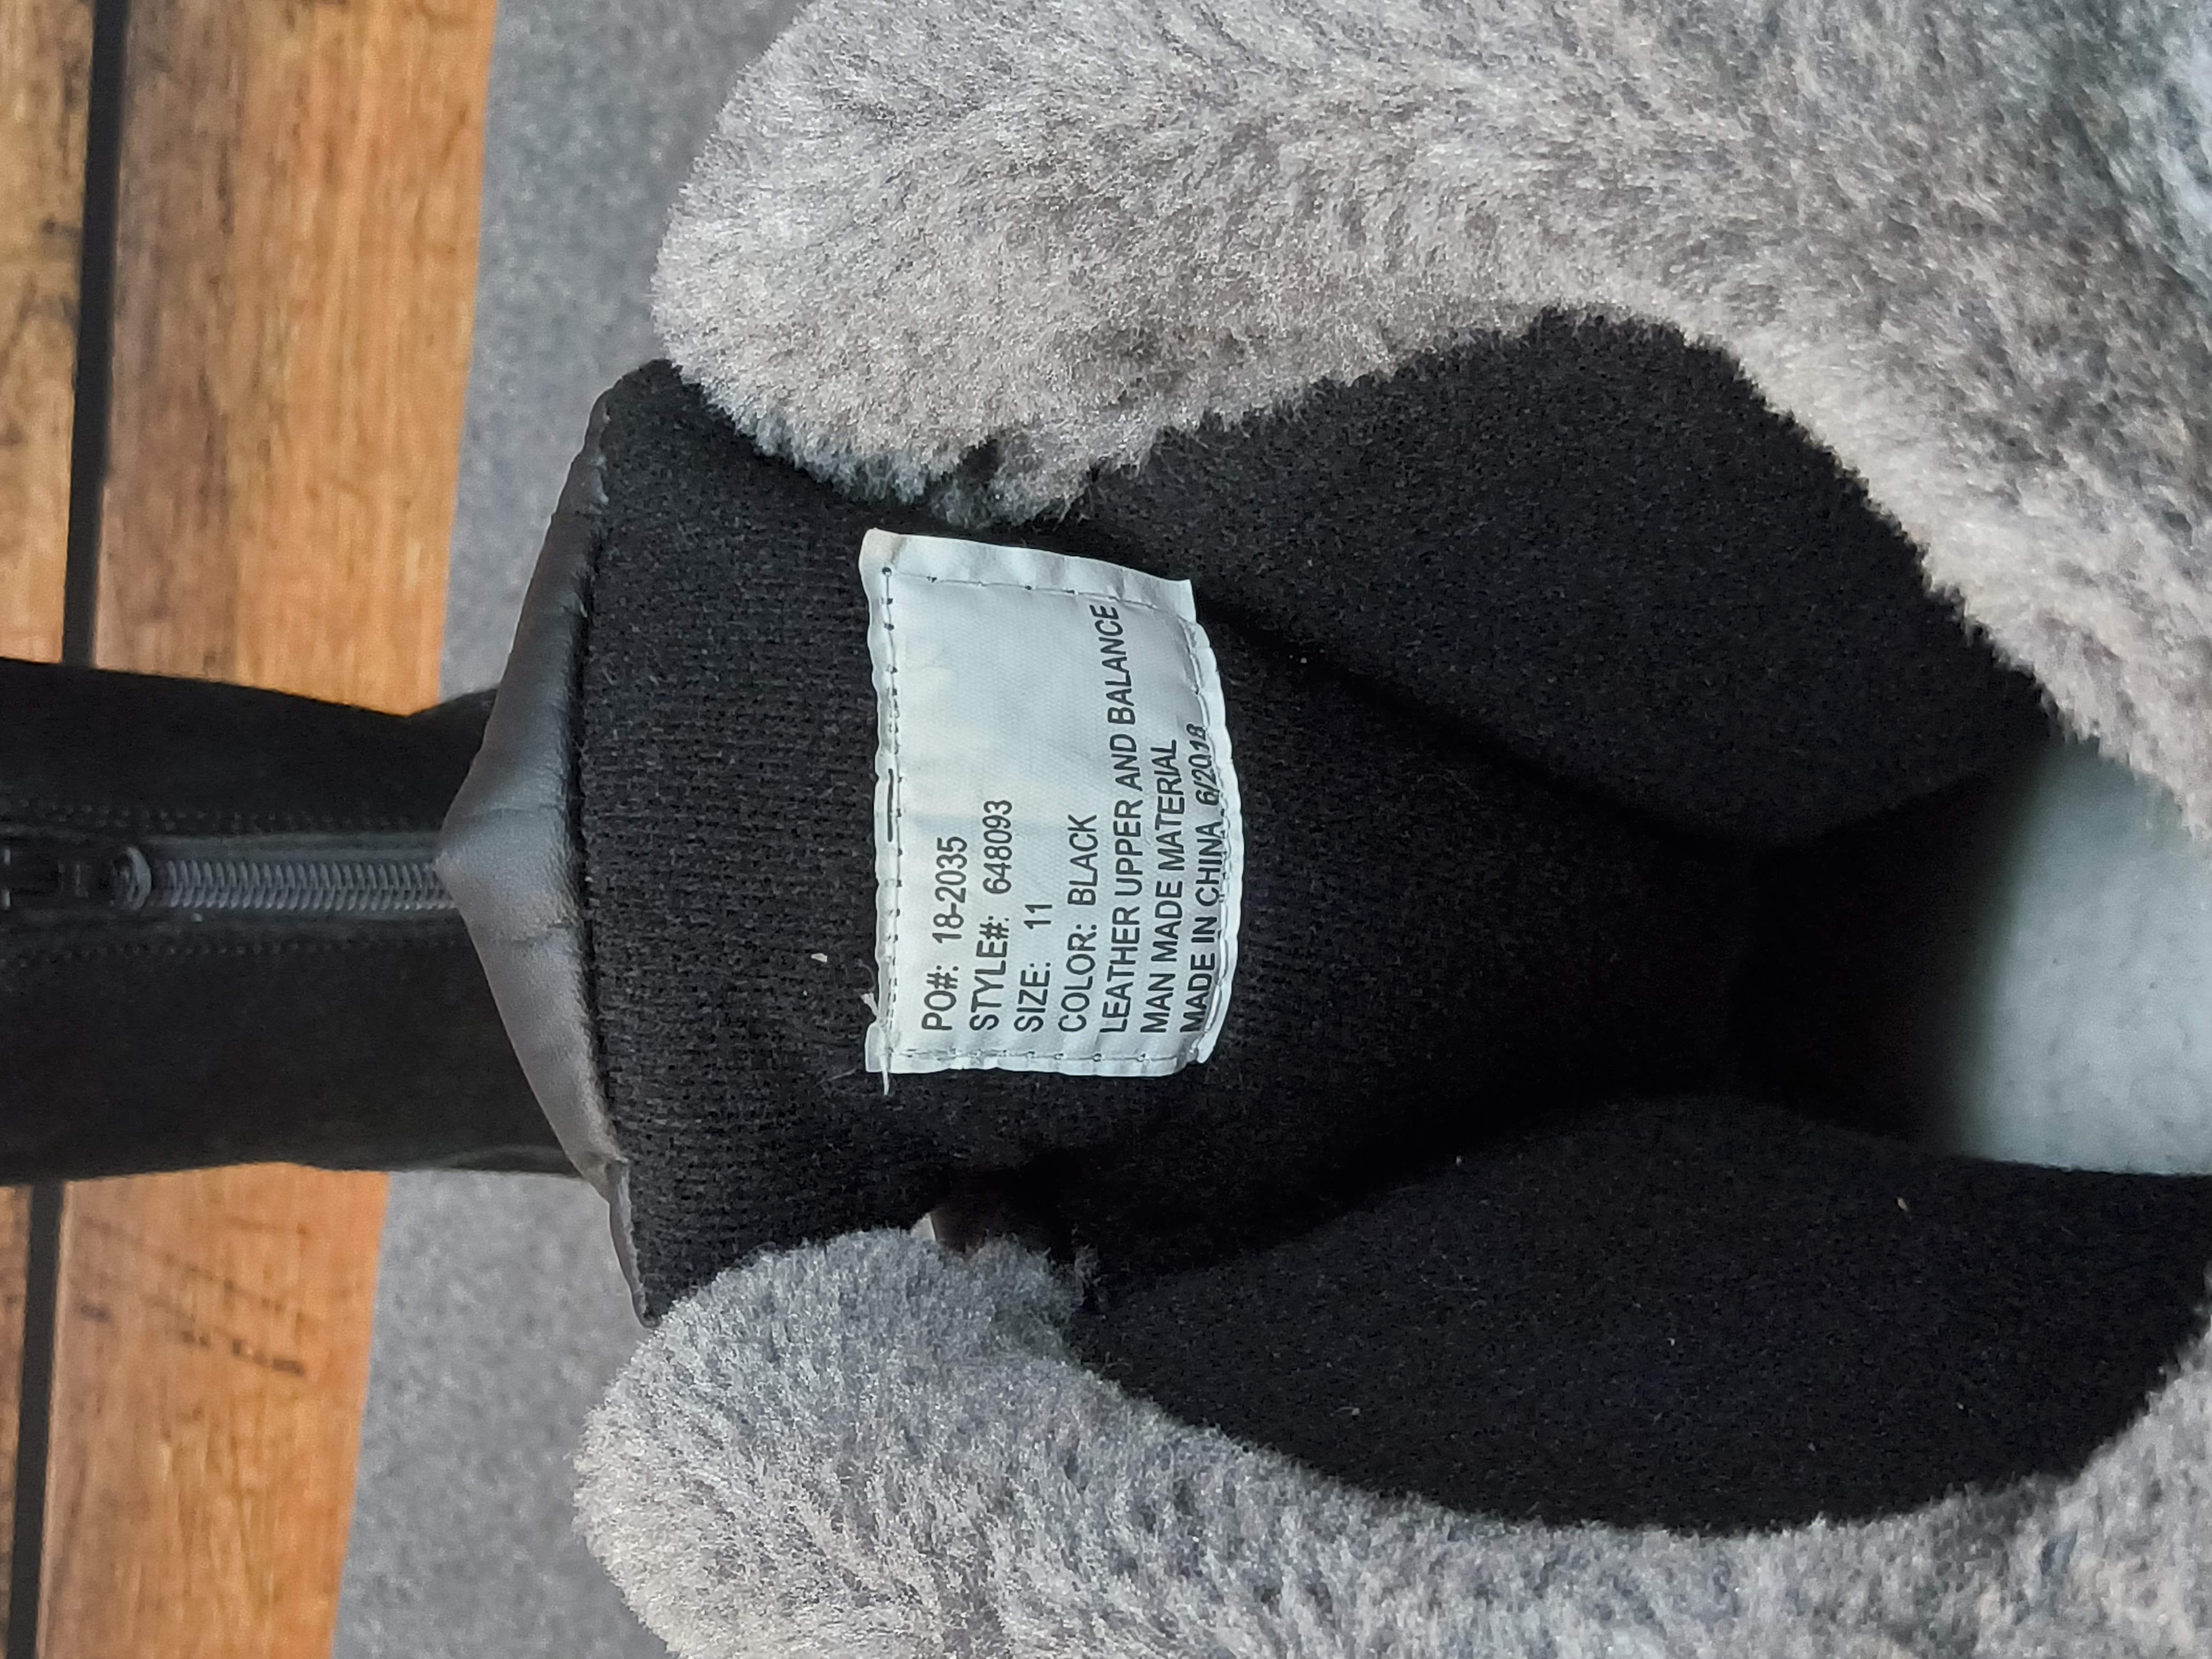 PO#: 18-2035
STYLE#: 648093
SIZE: 11
COLOR: BLACK
LEATHER UPPER AND BALANCE
MAN MADE MATERIAL
MADE IN CHINA 6/2018